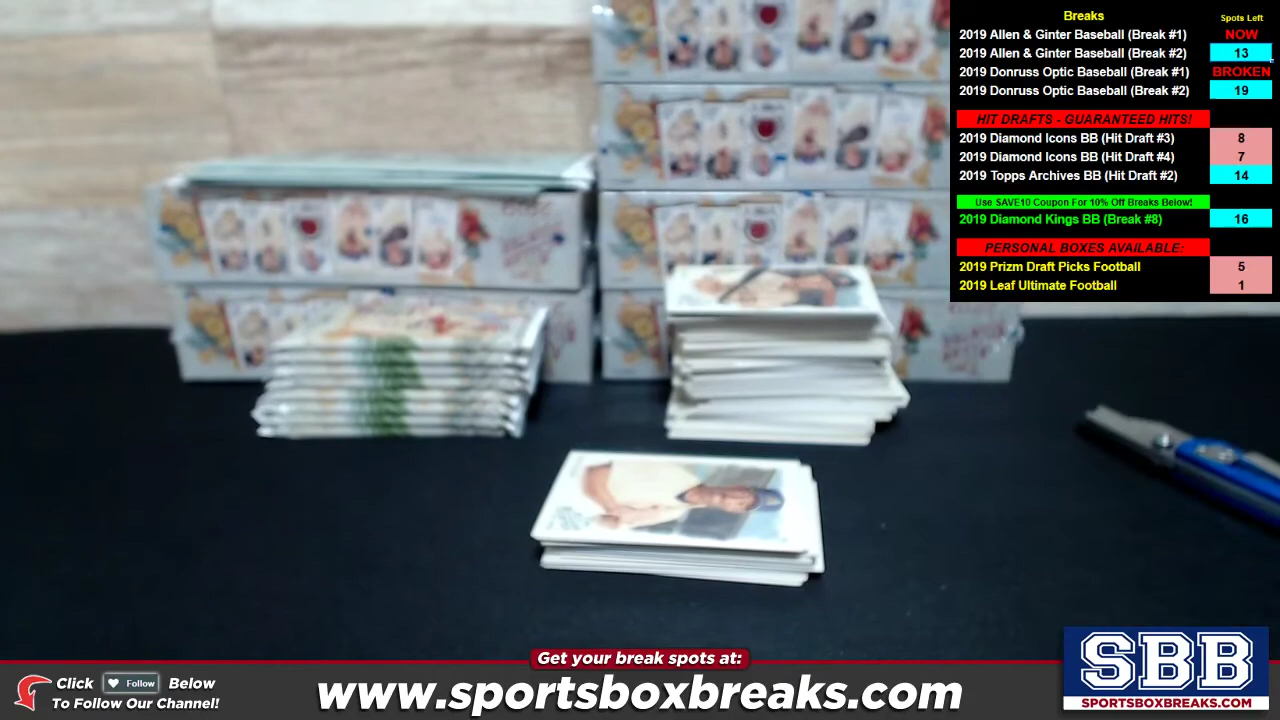 Breaks Spots Left
2019 Allen & Ginter Baseball (Break #1) NOW
2019 Allen & Ginter Baseball (Break #2) 13
2019 Donruss Optic Baseball (Break #1) BROKEN
2019 Donruss Optic Baseball (Break #2) 19
HIT DRAFTS - GUARANTEED HITS!
2019 Diamond Icons BB (Hit Draft #3) 8
2019 Diamond Icons BB (Hit Draft #4) 7
2019 Topps Archives BB (Hit Draft #2) 14
Use SAVE10 Coupon For 10% Off Breaks Below!
2019 Diamond Kings BB (Break #8) 16
PERSONAL BOXES AVAILABLE:
2019 Prizm Draft Picks Football 5
2019 Leaf Ultimate Football 1
Get your break spots at:
Click Follow Below
To Follow Our Channel!
www.sportsboxbreaks.com
SBB
SPORTSBOXBREAKS.COM